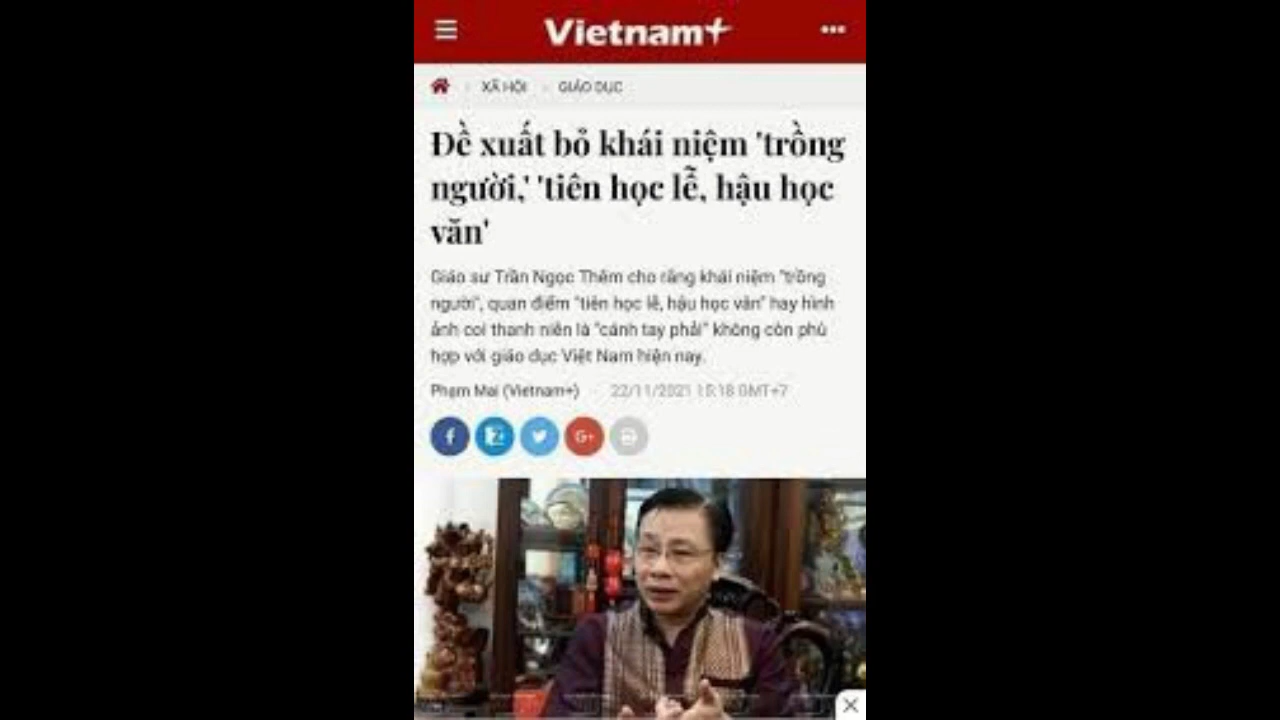 Vietnam+
XÃ HỘI
GIÁO DỤC
Đề xuất bỏ khái niệm 'trồng
người,' 'tiên học lễ, hậu học
văn'
Giáo sư Trần Ngọc Thêm cho rằng khái niệm "trồng
người", quan điểm "tiên học lễ, hậu học văn" hay hình
ảnh coi thanh niên là "cánh tay phải" không còn phù
hợp với giáo dục Việt Nam hiện nay.
Phạm Mai (Vietnam+)
22/11/2021 15:18 GMT+7
f
Z
G+